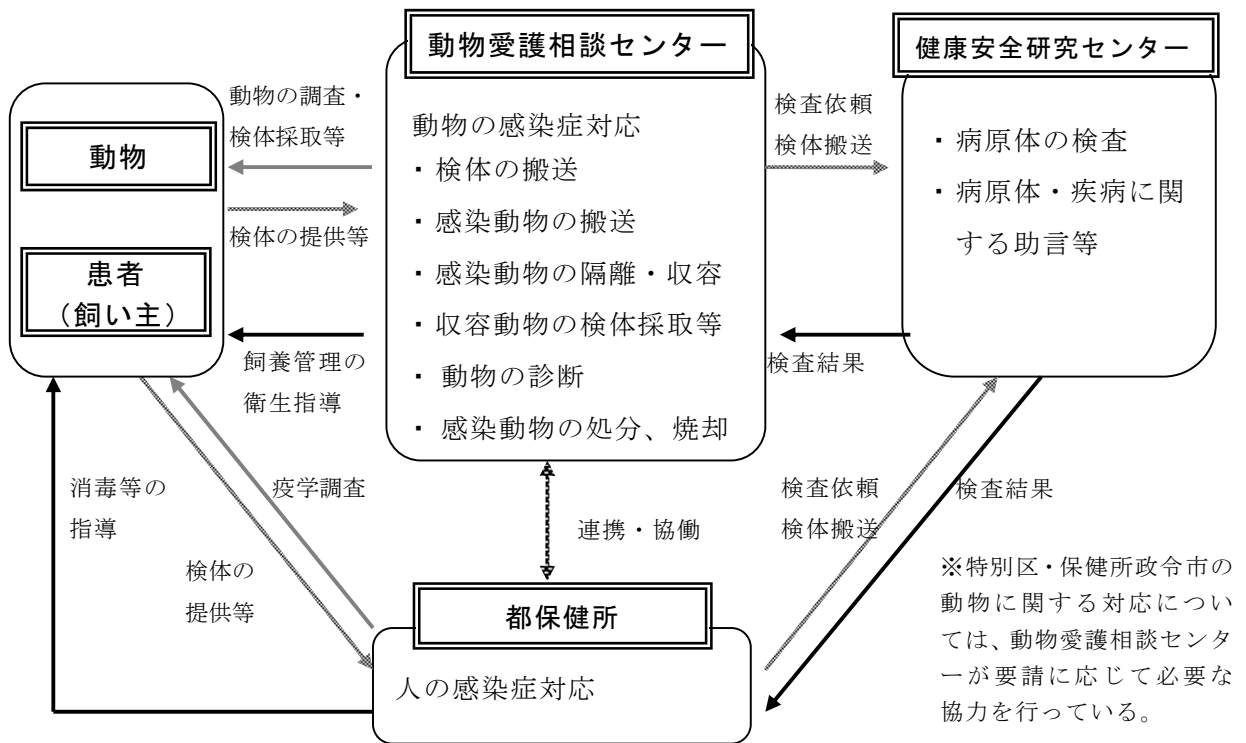 動物愛護相談センター
健康安全研究センター
動物の調査・
検体採取等
動物
検体の提供等
患者
(飼い主)
飼養管理の
衛生指導
動物の感染症対応
・検体の搬送
・感染動物の搬送
・感染動物の隔離・収容
・収容動物の検体採取等
・動物の診断
・感染動物の処分、焼却
検査依頼
検体搬送
・病原体の検査
・病原体・疾病に関
する助言等
検査結果
消毒等の
指導
疫学調査
検体の
提供等
連携・協働
検査依頼
検体搬送
検査結果
都保健所
人の感染症対応
※特別区・保健所政令市の
動物に関する対応につい
ては、動物愛護相談センタ
ーが要請に応じて必要な
協力を行っている。